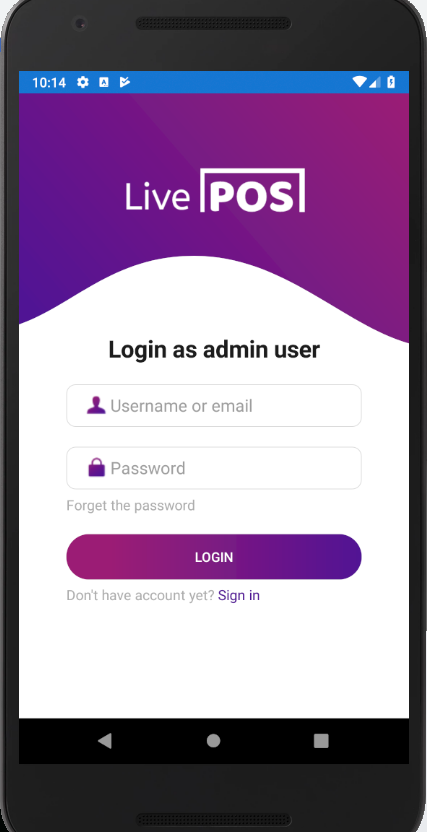 10:14
Live POS
Login as admin user
Username or email
Password
Forget the password
LOGIN
Don't have account yet? Sign in